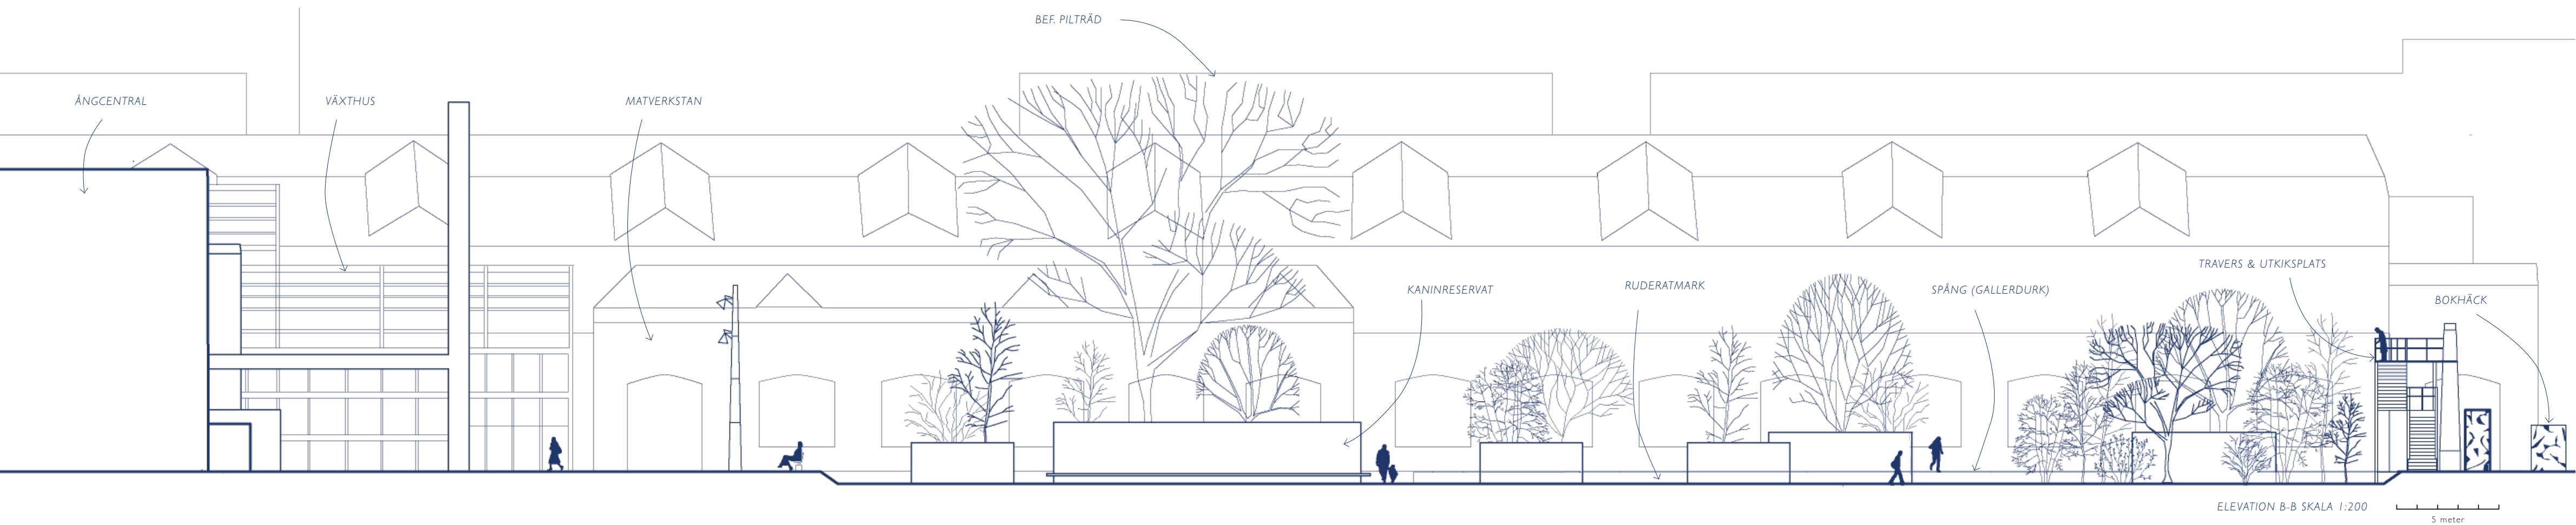 BEF. PILTRÄD
ÅNGCENTRAL
VÄXTHUS
MATVERKSTAN
TRAVERS & UTKIKSPLATS
KANINRESERVAT
RUDERATMARK
SPÅNG (GALLERDURK)
BOKHÄCK
ELEVATION B-B SKALA 1:200
5 meter